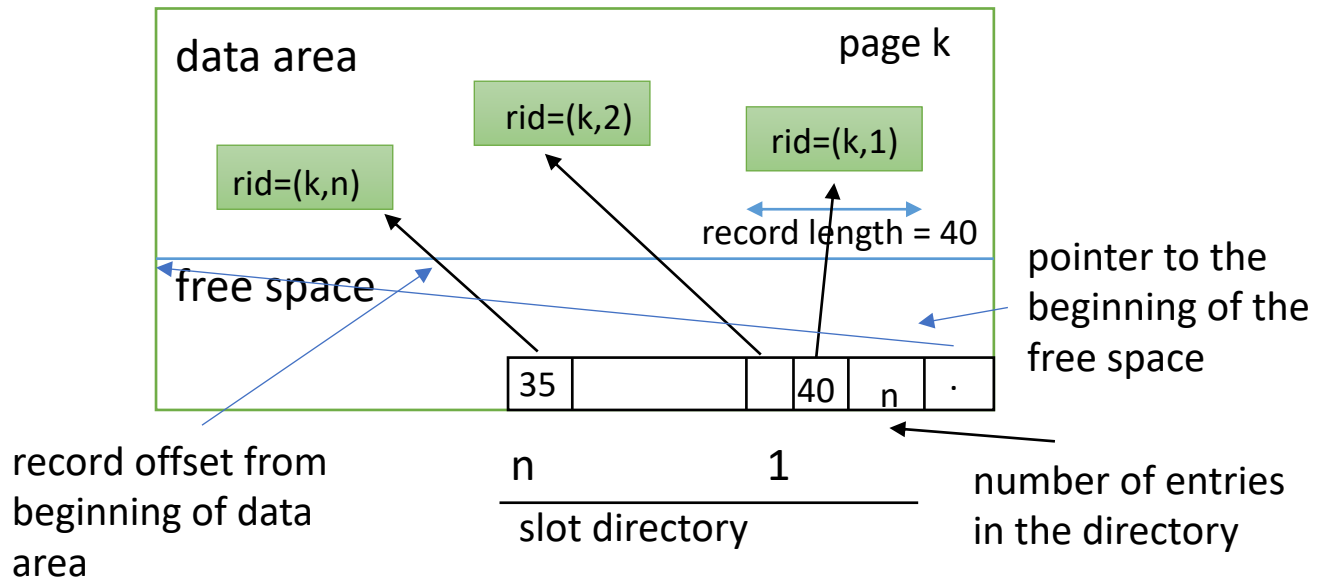 data area
page k
rid=(k,2)
rid=(k,1)
rid=(k,n)
record length = 40
free space
pointer to the
beginning of the
free space
35
40
n
.
record offset from
beginning of data
area
n
1
slot directory
number of entries
in the directory